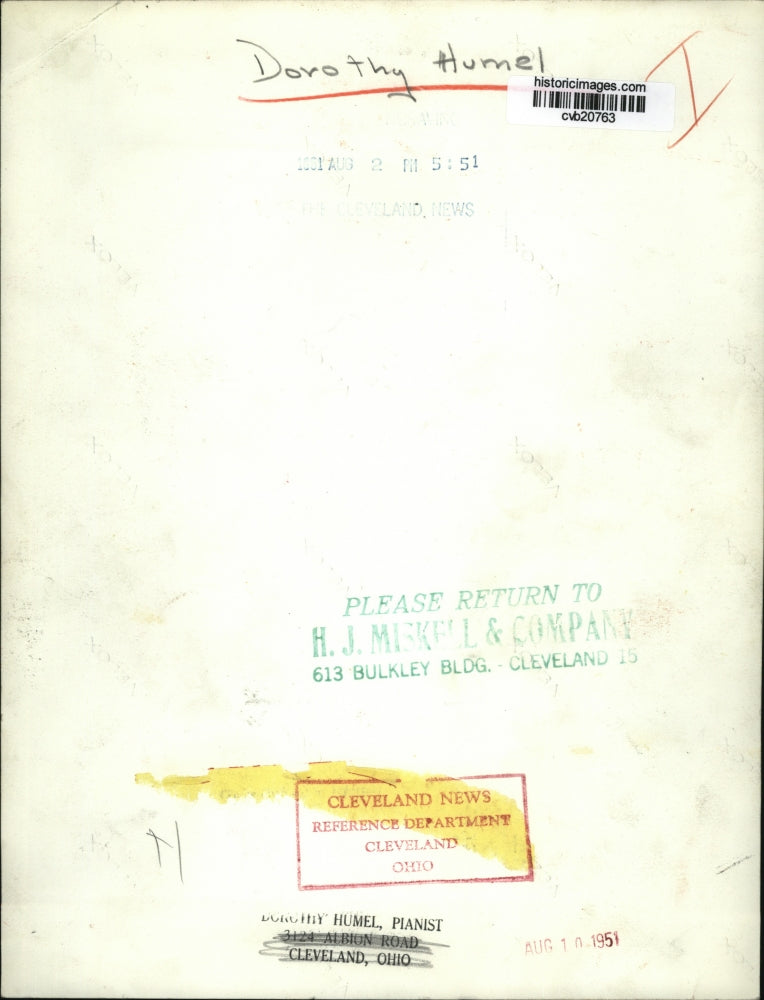 Dorothy Humel
I
historicimages.com
cvb20763
1951 AUG 2 PM 5:51
THE CLEVELAND NEWS
PLEASE RETURN TO
H. J. MISKELL & COMPANY
613 BULKLEY BLDG. - CLEVELAND 15
CLEVELAND NEWS
REFERENCE DEPARTMENT
CLEVELAND
OHIO
DOROTHY HUMEL, PIANIST
3124 ALBION ROAD
CLEVELAND, OHIO
AUG 10 1951